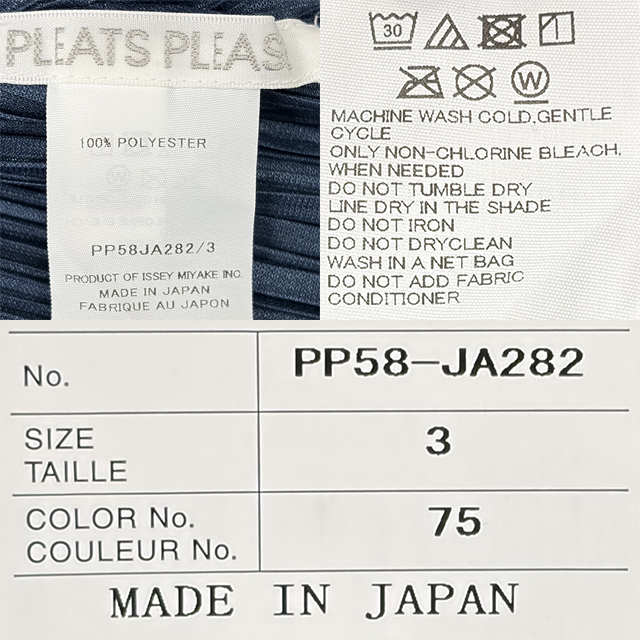 PLEATS PLEAS
100% POLYESTER
PP58JA282/3
PRODUCT OF ISSEY MIYAKE INC.
MADE IN JAPAN
FABRIQUE AU JAPON
30
W
MACHINE WASH COLD,GENTLE
CYCLE
ONLY NON-CHLORINE BLEACH,
WHEN NEEDED
DO NOT TUMBLE DRY
LINE DRY IN THE SHADE
DO NOT IRON
DO NOT DRYCLEAN
WASH IN A NET BAG
DO NOT ADD FABRIC
CONDITIONER
No. PP58-JA282
SIZE
TAILLE
3
COLOR No.
COULEUR No.
75
MADE IN JAPAN